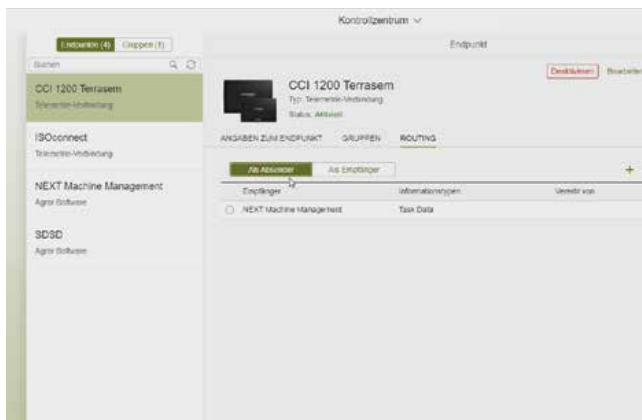 Kontrollzentrum
Endpunkte (4) Gruppen (1)
Suchen
CCI 1200 Terrasem
Telemetrie-Verbindung
ISOconnect
Telemetrie-Verbindung
NEXT Machine Management
Agrar Software
SDSD
Agrar Software
Endpunkt
Deaktivieren Bearbeiten
CCI 1200 Terrasem
Typ: Telemetrie-Verbindung
Status: Aktiviert
ANGABEN ZUM ENDPUNKT GRUPPEN ROUTING
Als Absender Als Empfänger +
Empfänger Informationstypen Vererbt von
NEXT Machine Management Task Data